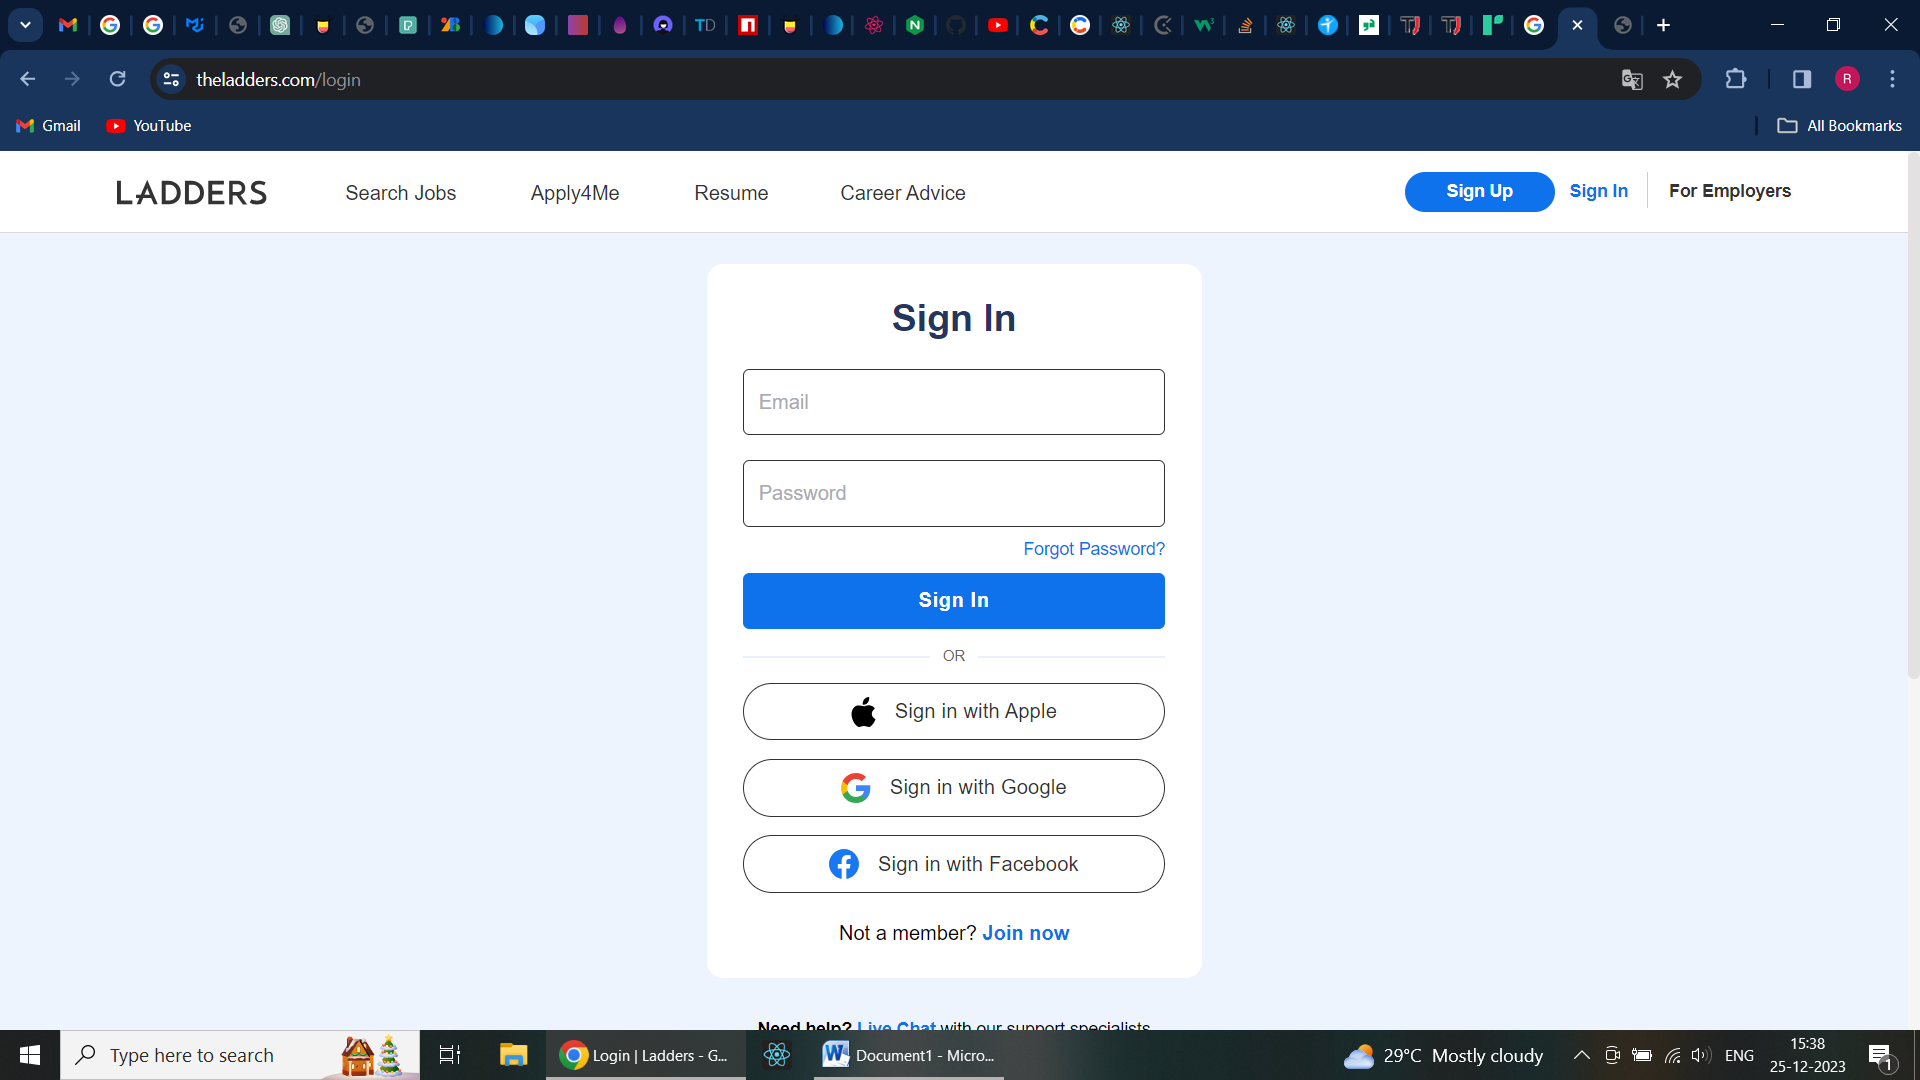 theladders.com/login
Gmail YouTube All Bookmarks
LADDERS Search Jobs Apply4Me Resume Career Advice Sign Up Sign In For Employers
Sign In
Email
Password
Forgot Password?
Sign In
OR
Sign in with Apple
Sign in with Google
Sign in with Facebook
Not a member? Join now
Need help? Live Chat with our support specialists
Type here to search Login | Ladders - G... Document1 - Micro... 29°C Mostly cloudy ENG 15:38
25-12-2023 1